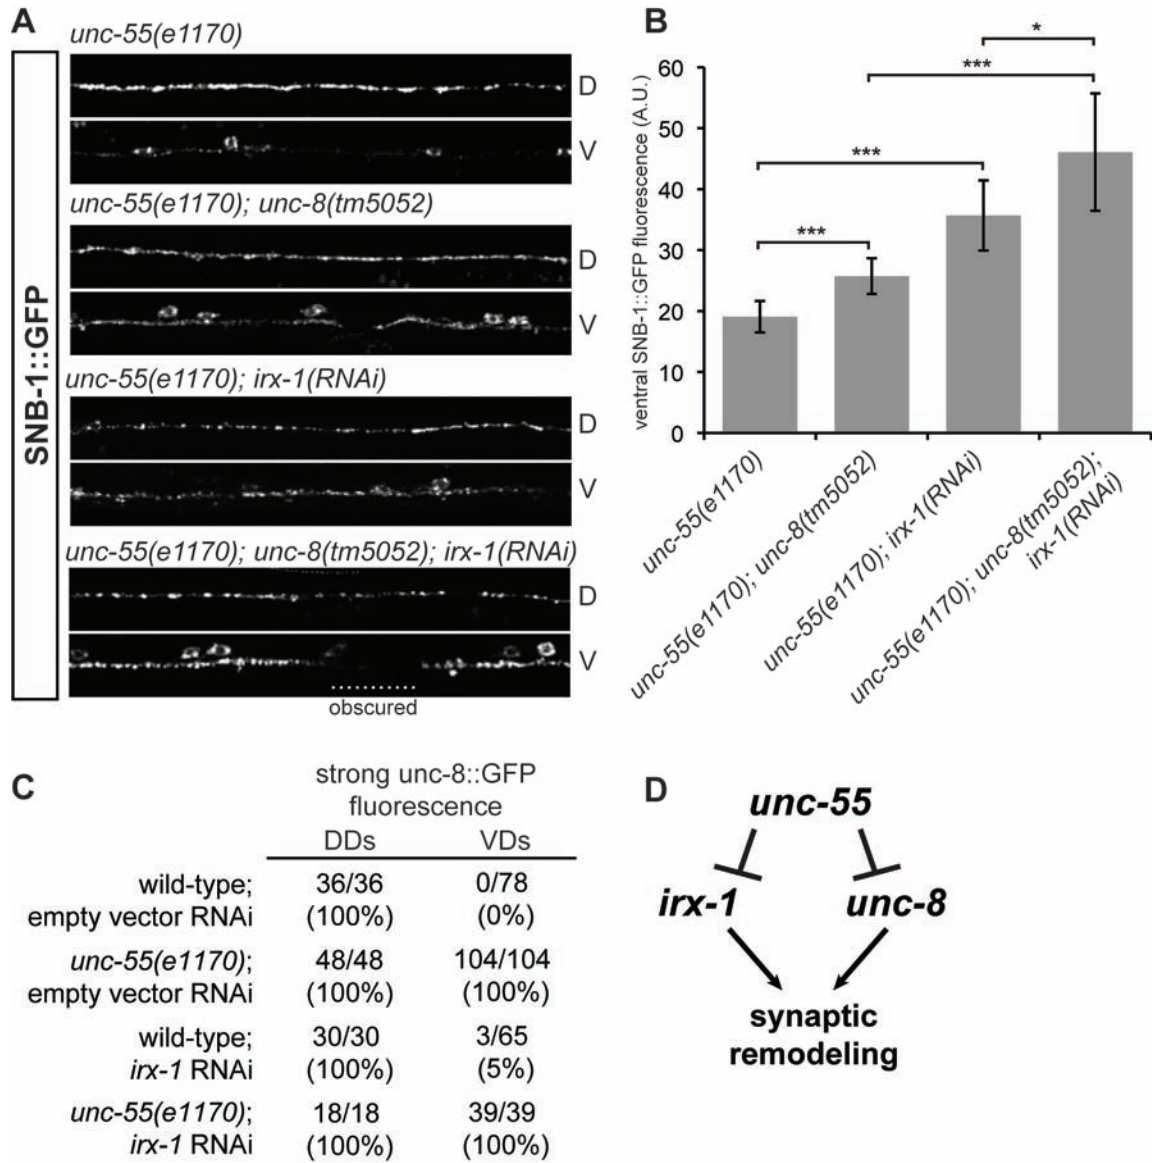 A
unc-55(e1170)
D
V
unc-55(e1170); unc-8(tm5052)
D
V
unc-55(e1170); irx-1(RNAi)
D
V
unc-55(e1170); unc-8(tm5052); irx-1(RNAi)
D
V
obscured
SNB-1::GFP
B
ventral SNB-1::GFP fluorescence (A.U.)
60
50
40
30
20
10
0
*
***
***
***
unc-55(e1170)
unc-55(e1170); unc-8(tm5052)
unc-55(e1170); irx-1(RNAi)
unc-55(e1170); unc-8(tm5052);
irx-1(RNAi)
C
strong unc-8::GFP
fluorescence
DDs VDs
wild-type; 36/36 0/78
empty vector RNAi (100%) (0%)
unc-55(e1170); 48/48 104/104
empty vector RNAi (100%) (100%)
wild-type; 30/30 3/65
irx-1 RNAi (100%) (5%)
unc-55(e1170); 18/18 39/39
irx-1 RNAi (100%) (100%)
D
unc-55
irx-1 unc-8
synaptic
remodeling